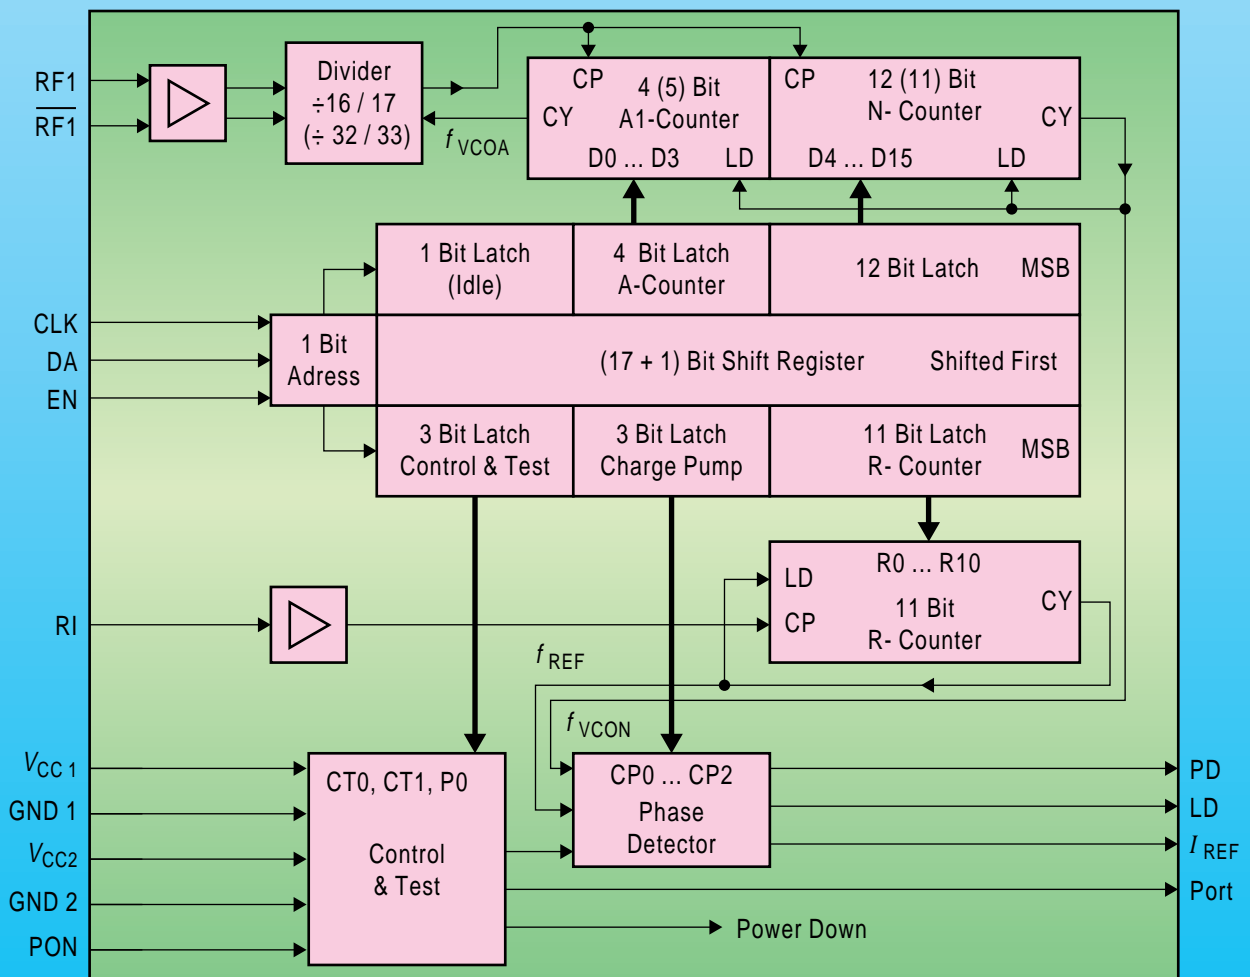 RF1
RF1
Divider
÷16 / 17
(÷ 32 / 33)
f VCOA
CP
4 (5) Bit
A1-Counter
CY
D0 ... D3
LD
CP
12 (11) Bit
N- Counter
CY
D4 ... D15
LD
1 Bit Latch
(Idle)
4 Bit Latch
A-Counter
12 Bit Latch
MSB
CLK
DA
EN
1 Bit
Adress
(17 + 1) Bit Shift Register
Shifted First
3 Bit Latch
Control & Test
3 Bit Latch
Charge Pump
11 Bit Latch
R- Counter
MSB
RI
LD
CP
R0 ... R10
11 Bit
R- Counter
CY
f REF
f VCON
VCC 1
GND 1
VCC2
GND 2
PON
CT0, CT1, P0
Control
& Test
CP0 ... CP2
Phase
Detector
PD
LD
I REF
Port
Power Down